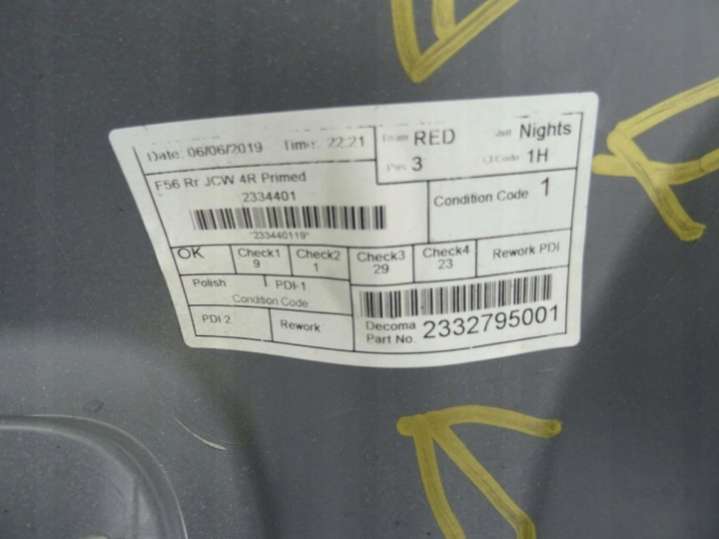 Date: 06/06/2019 Time: 22:21
Team RED
Shift Nights
Pos 3
1H
F56 Rr JCW 4R Primed
2334401
*233440119*
Condition Code 1
OK
Check1 9
Check2 1
Check3 29
Check4 23
Rework PDI
Polish
1 PDI-1
Condition Code
PDI 2
Rework
Decoma Part No. 2332795001